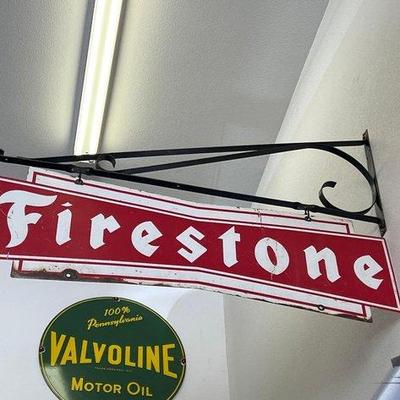 Firestone
100%
Pennsylvania
VALVOLINE
MOTOR OIL